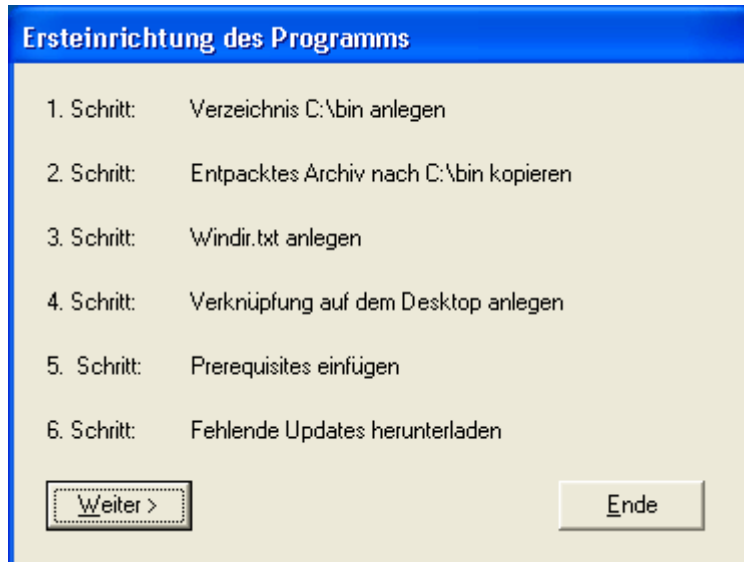 Ersteinrichtung des Programms
1. Schritt: Verzeichnis C:\bin anlegen
2. Schritt: Entpacktes Archiv nach C:\bin kopieren
3. Schritt: Windir.txt anlegen
4. Schritt: Verknüpfung auf dem Desktop anlegen
5. Schritt: Prerequisites einfügen
6. Schritt: Fehlende Updates herunterladen
Weiter > Ende